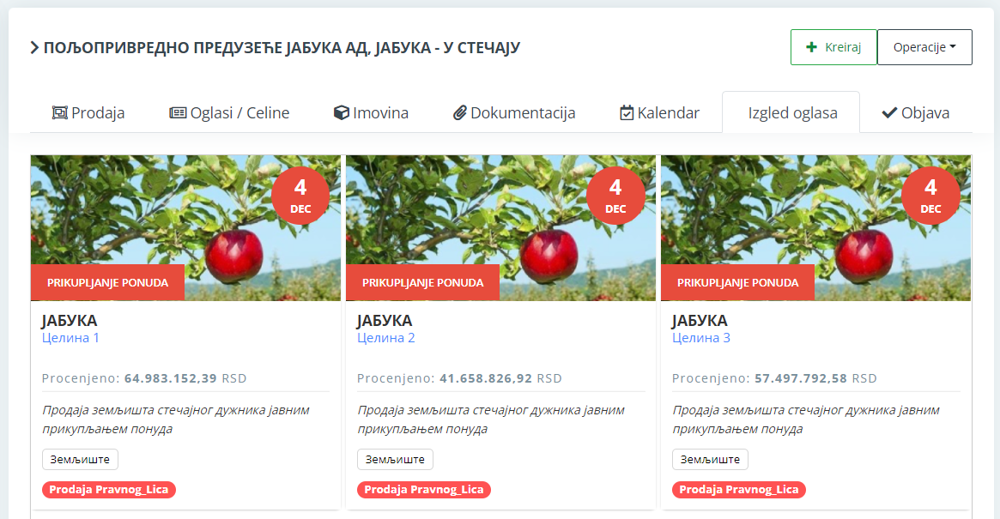 ПОЉОПРИВРЕДНО ПРЕДУЗЕЋЕ ЈАБУКА АД, ЈАБУКА - У СТЕЧАЈУ
Kreiraj
Operacije
Prodaja
Oglasi / Celine
Imovina
Dokumentacija
Kalendar
Izgled oglasa
Objava
4
DEC
PRIKUPLJANJE PONUDA
ЈАБУКА
Целина 1
Procenjeno: 64.983.152,39 RSD
Продаја земљишта стечајног дужника јавним
прикупљањем понуда
Земљиште
Prodaja Pravnog_Lica
4
DEC
PRIKUPLJANJE PONUDA
ЈАБУКА
Целина 2
Procenjeno: 41.658.826,92 RSD
Продаја земљишта стечајног дужника јавним
прикупљањем понуда
Земљиште
Prodaja Pravnog_Lica
4
DEC
PRIKUPLJANJE PONUDA
ЈАБУКА
Целина 3
Procenjeno: 57.497.792,58 RSD
Продаја земљишта стечајног дужника јавним
прикупљањем понуда
Земљиште
Prodaja Pravnog_Lica